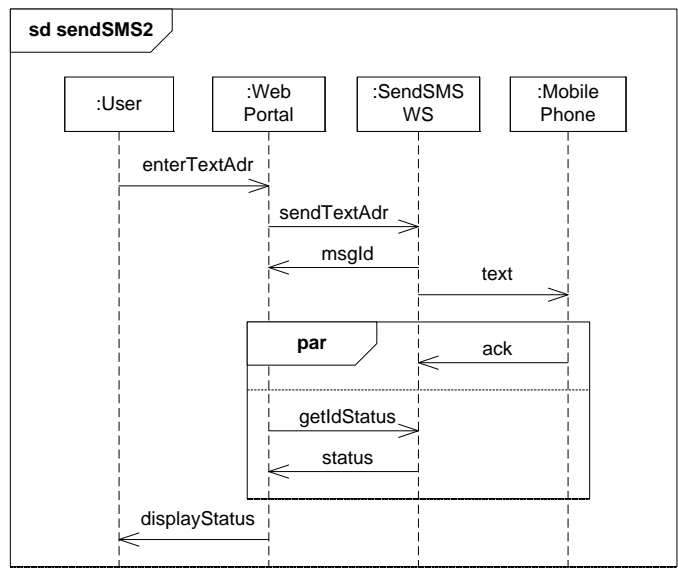 sd sendSMS2
:User
:Web
Portal
:SendSMS
WS
:Mobile
Phone
enterTextAdr
sendTextAdr
msgId
text
par
ack
getIdStatus
status
displayStatus